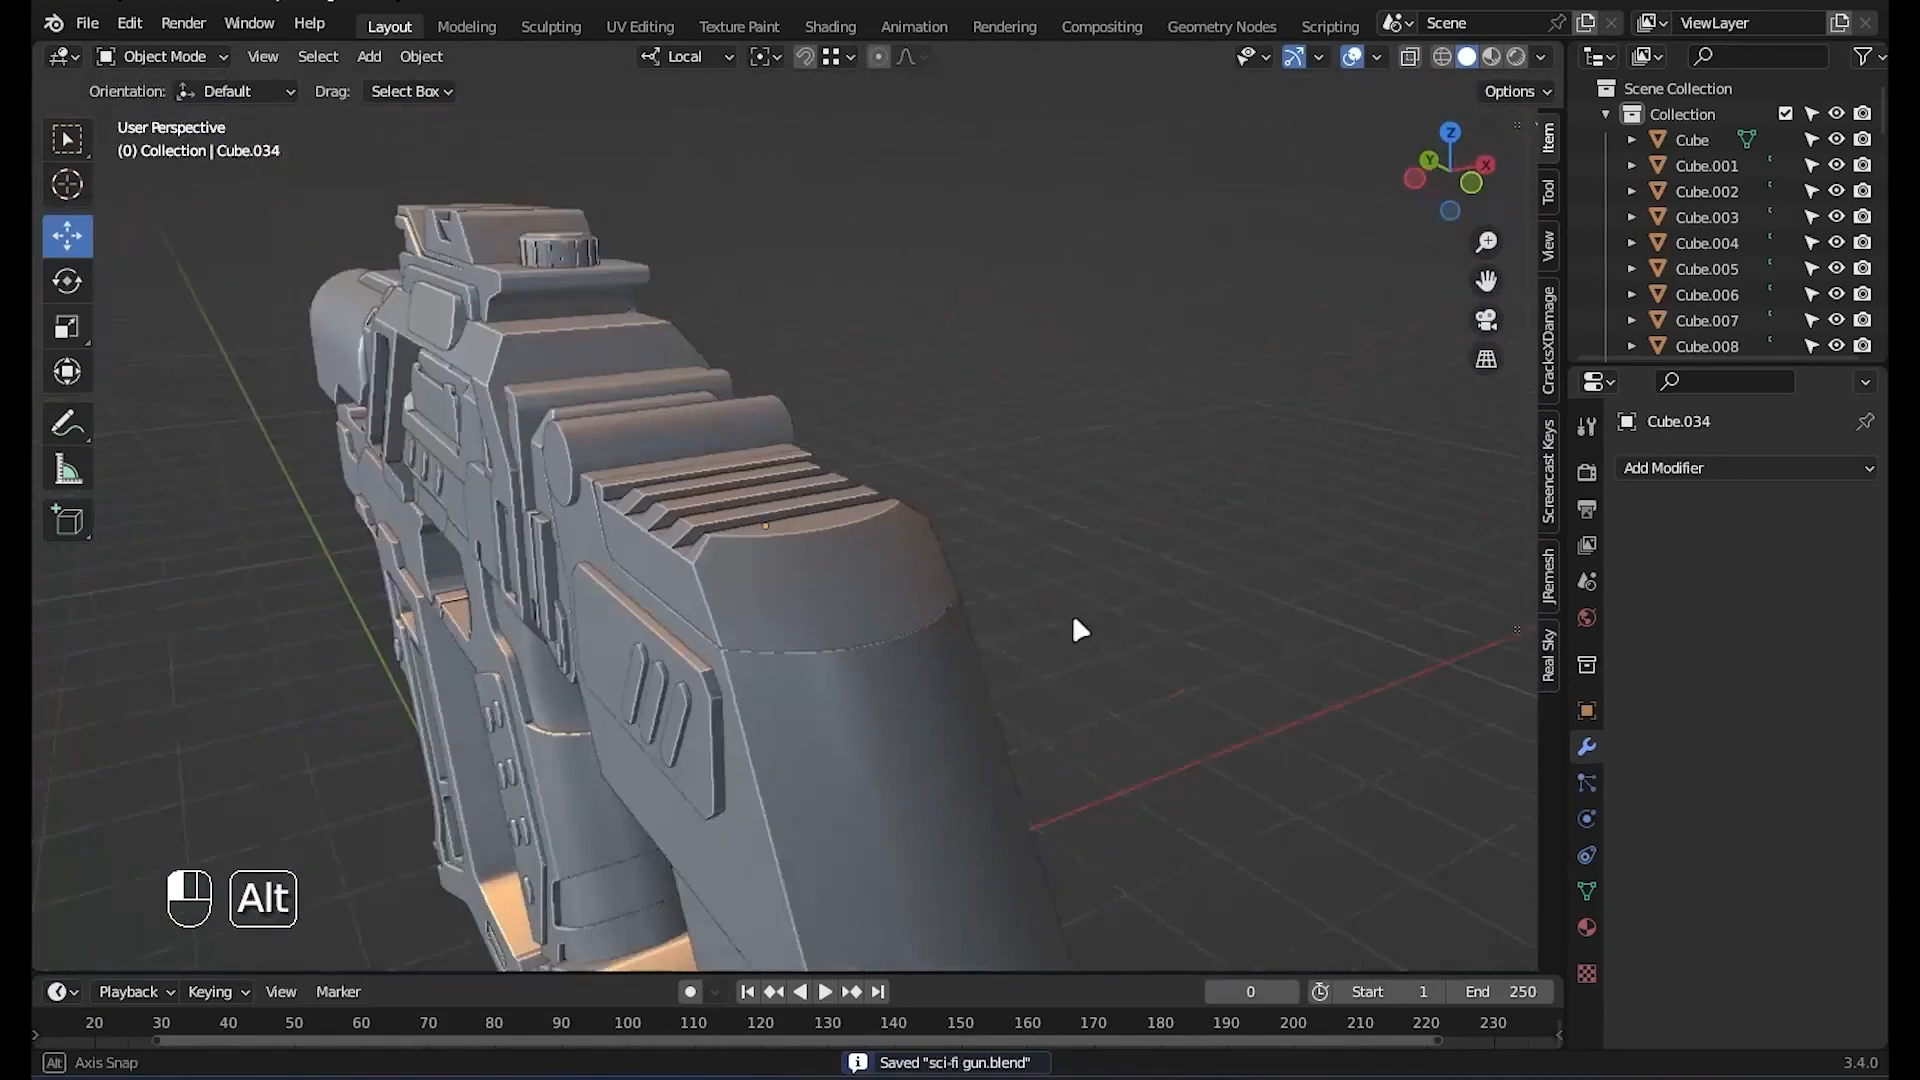 File Edit Render Window Help Layout Modeling Sculpting UV Editing Texture Paint Shading Animation Rendering Compositing Geometry Nodes Scripting Scene ViewLayer
Object Mode View Select Add Object Local
Orientation: Default Drag: Select Box Options
User Perspective
(0) Collection | Cube.034
Z
Y
X
Item
Tool
View
CracksXDamage
Screencast Keys
JRemesh
Real Sky
Scene Collection
Collection
Cube
Cube.001
Cube.002
Cube.003
Cube.004
Cube.005
Cube.006
Cube.007
Cube.008
Cube.034
Add Modifier
Alt
Playback Keying View Marker 0 Start 1 End 250
20 30 40 50 60 70 80 90 100 110 120 130 140 150 160 170 180 190 200 210 220 230
Alt Axis Snap Saved "sci-fi gun.blend" 3.4.0